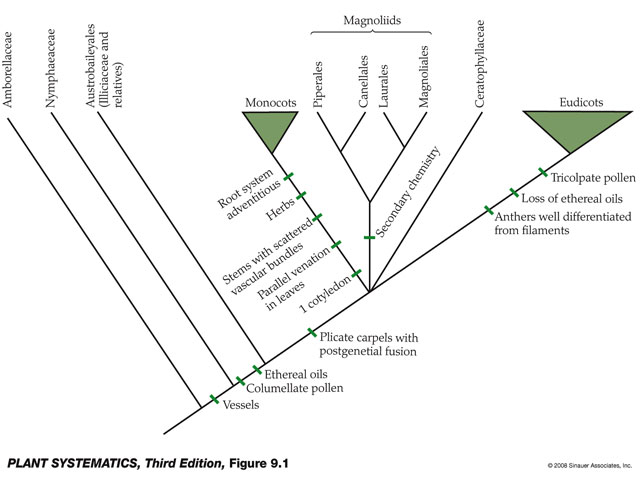 Magnoliids
Amborellaceae
Nymphaeaceae
Austrobaileyales
(Illiciaceae and
relatives)
Monocots
Piperales
Canellales
Laurales
Magnoliales
Ceratophyllaceae
Eudicots
Root system
adventitious
Herbs
Stems with scattered
vascular bundles
Parallel venation
in leaves
1 cotyledon
Secondary chemistry
Tricolpate pollen
Loss of ethereal oils
Anthers well differentiated
from filaments
Plicate carpels with
postgenetial fusion
Ethereal oils
Columellate pollen
Vessels
PLANT SYSTEMATICS, Third Edition, Figure 9.1
© 2008 Sinauer Associates, Inc.